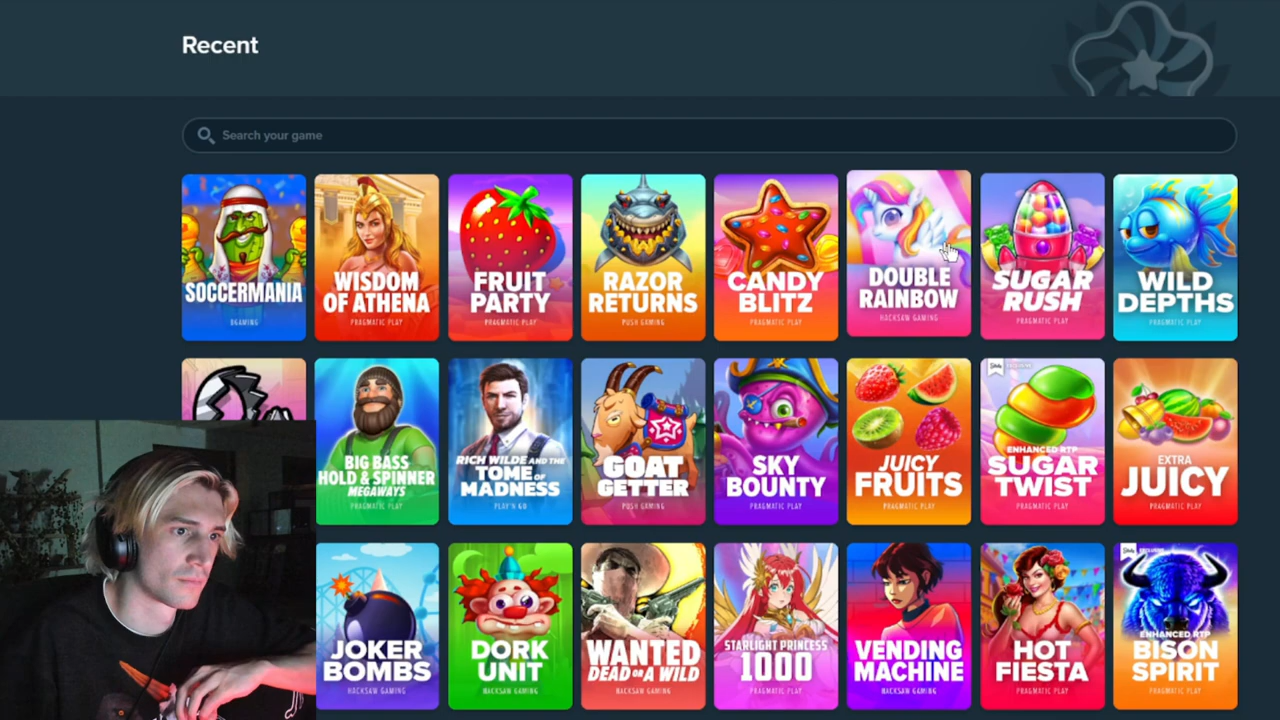 Recent
Search your game
SOCCERMANIA
BGAMING
WISDOM
OF ATHENA
PRAGMATIC PLAY
FRUIT
PARTY
PRAGMATIC PLAY
RAZOR
RETURNS
PUSH GAMING
CANDY
BLITZ
PRAGMATIC PLAY
DOUBLE
RAINBOW
HACKSAW GAMING
SUGAR
RUSH
PRAGMATIC PLAY
WILD
DEPTHS
PRAGMATIC PLAY
BIG BASS
HOLD & SPINNER
MEGAWAYS
PRAGMATIC PLAY
RICH WILDE AND THE
TOME OF
MADNESS
PLAY'N GO
GOAT
GETTER
PUSH GAMING
SKY
BOUNTY
PRAGMATIC PLAY
JUICY
FRUITS
PRAGMATIC PLAY
ENHANCED RTP
SUGAR
TWIST
PRAGMATIC PLAY
EXTRA
JUICY
PRAGMATIC PLAY
JOKER
BOMBS
HACKSAW GAMING
DORK
UNIT
HACKSAW GAMING
WANTED
DEAD OR A WILD
HACKSAW GAMING
STARLIGHT PRINCESS
1000
PRAGMATIC PLAY
VENDING
MACHINE
HACKSAW GAMING
HOT
FIESTA
PRAGMATIC PLAY
ENHANCED RTP
BISON
SPIRIT
PRAGMATIC PLAY